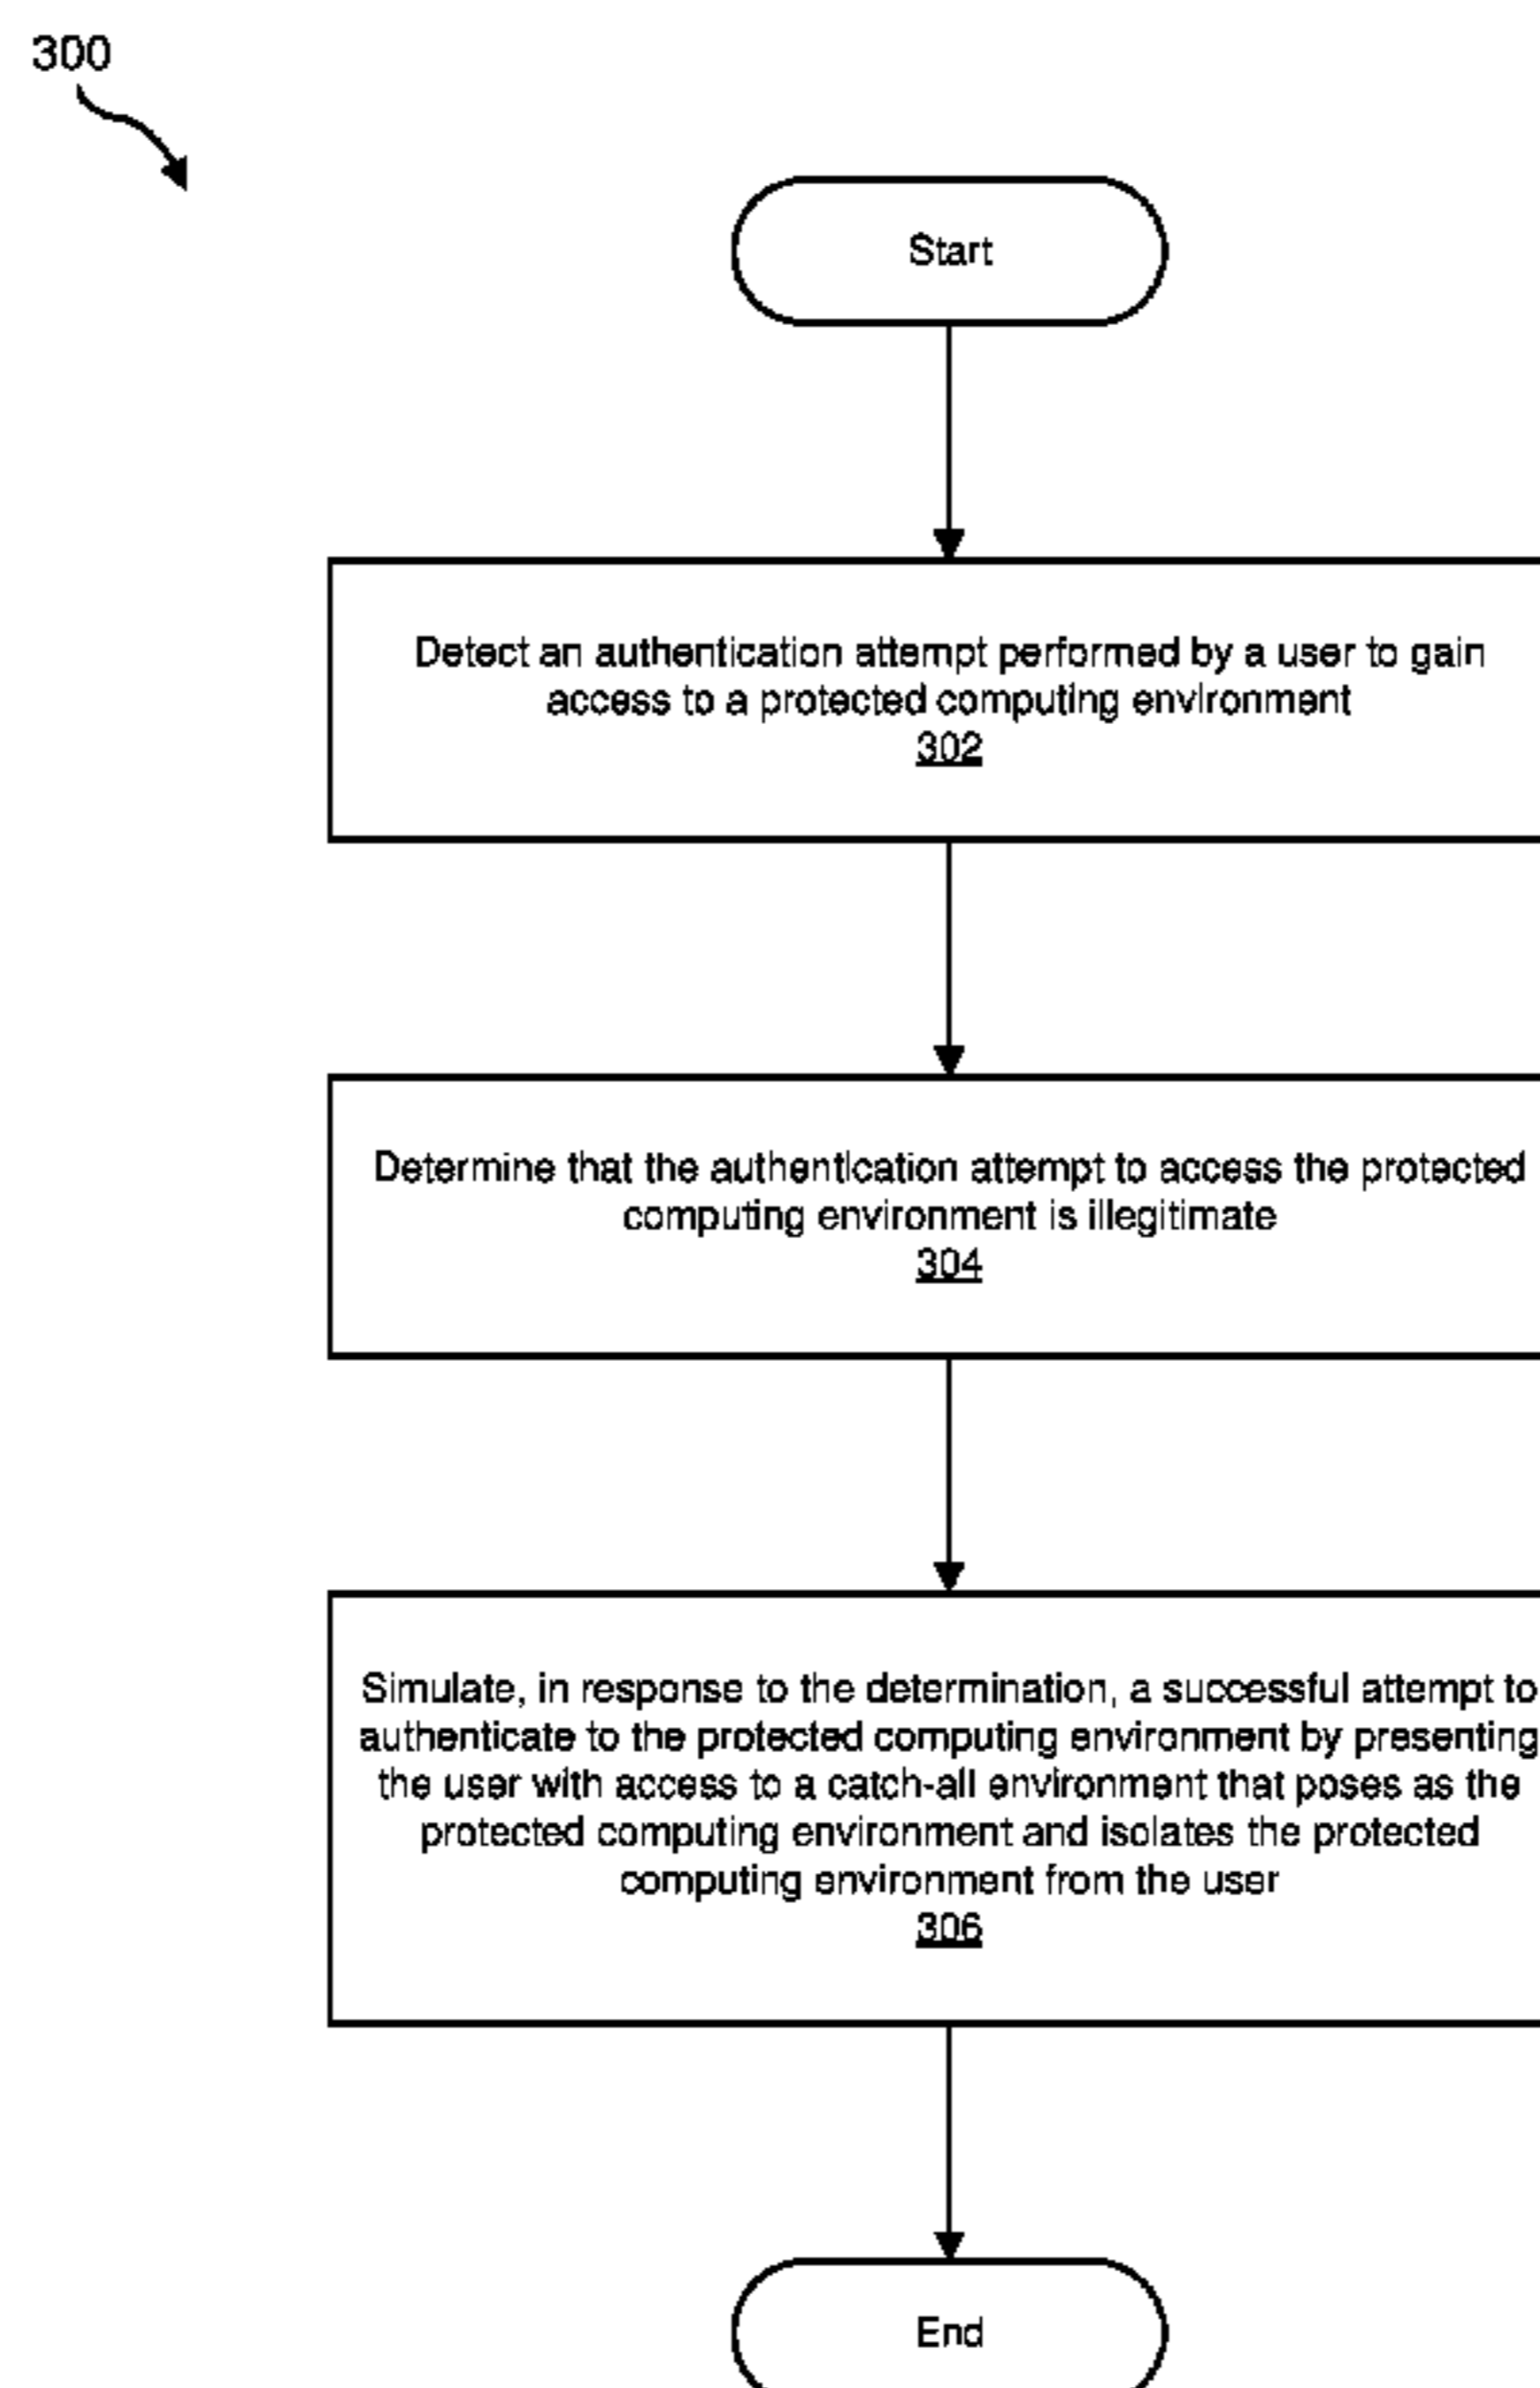 300
Start
Detect an authentication attempt performed by a user to gain
access to a protected computing environment
302
Determine that the authentication attempt to access the protected
computing environment is illegitimate
304
Simulate, in response to the determination, a successful attempt to
authenticate to the protected computing environment by presenting
the user with access to a catch-all environment that poses as the
protected computing environment and isolates the protected
computing environment from the user
306
End